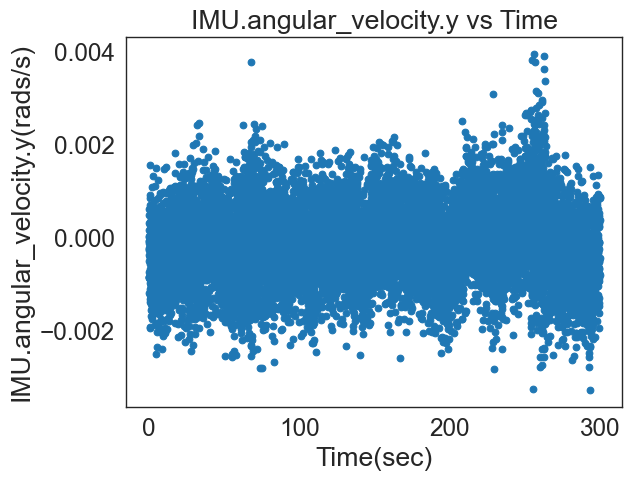 IMU.angular_velocity.y vs Time
IMU.angular_velocity.y(rads/s)
0.004
0.002
0.000
−0.002
0 100 200 300
Time(sec)